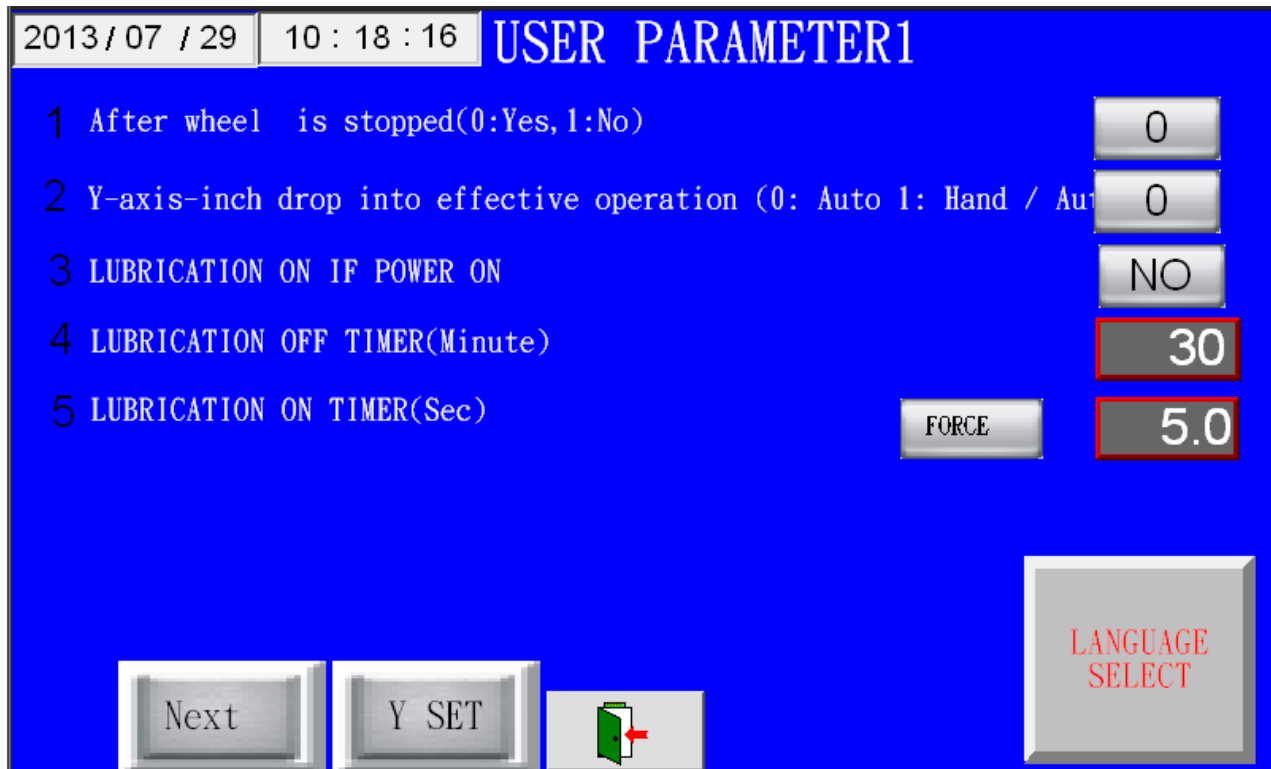 2013 / 07 / 29 10 : 18 : 16 USER PARAMETER1
1 After wheel is stopped(0:Yes,1:No) 0
2 Y-axis-inch drop into effective operation (0: Auto 1: Hand / Aut 0
3 LUBRICATION ON IF POWER ON NO
4 LUBRICATION OFF TIMER(Minute) 30
5 LUBRICATION ON TIMER(Sec) FORCE 5.0
LANGUAGE
SELECT
Next Y SET